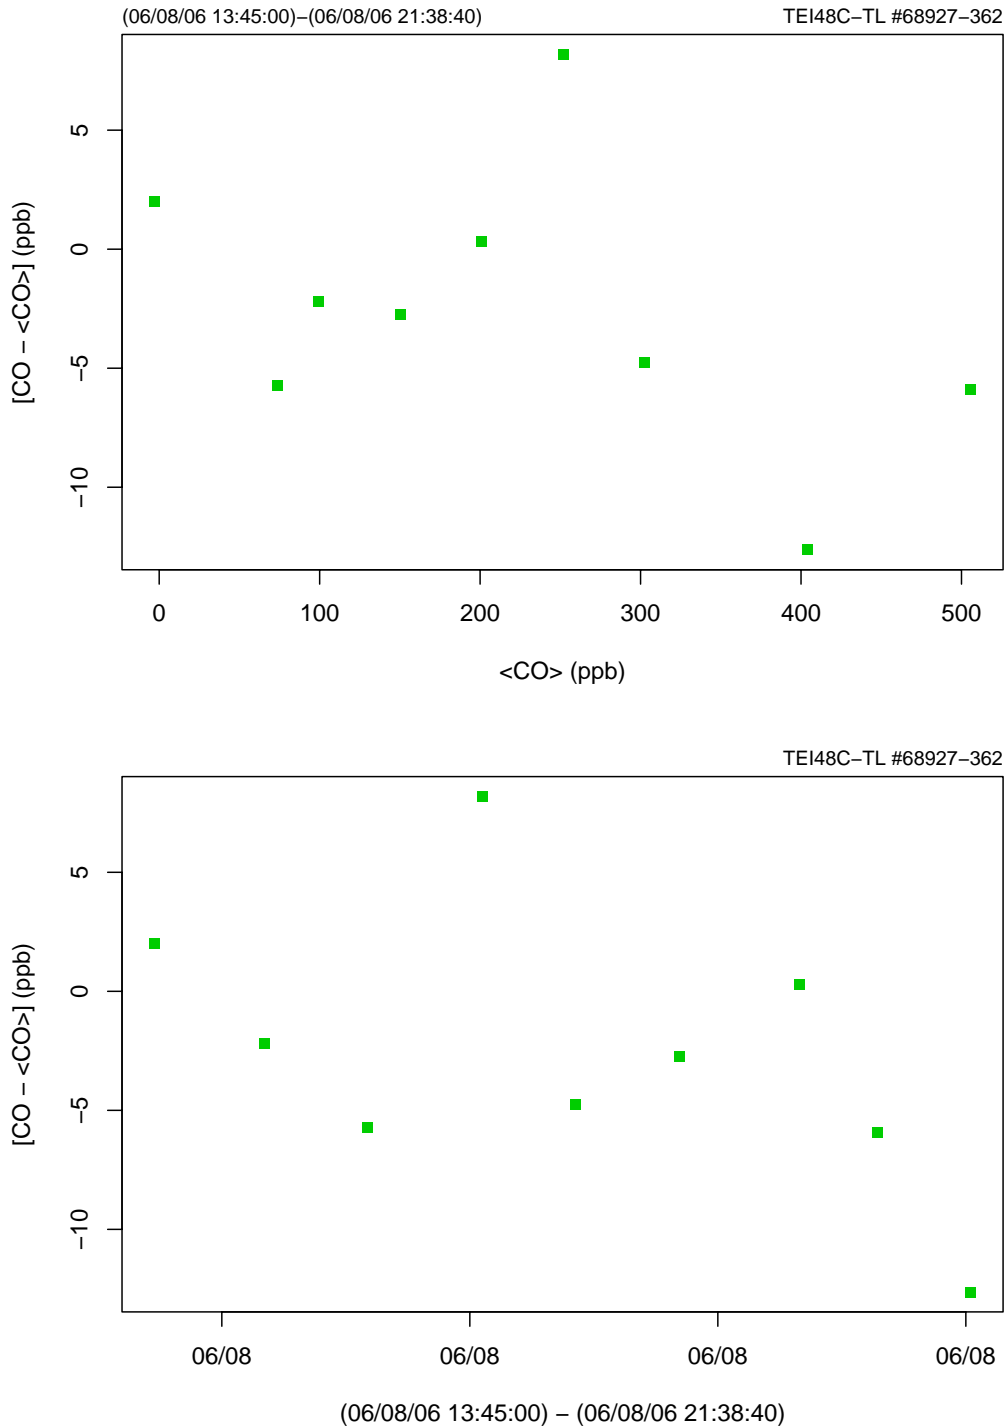 (06/08/06 13:45:00)−(06/08/06 21:38:40) TEI48C−TL #68927−362
[CO − <CO>] (ppb)
5
0
−5
−10
0 100 200 300 400 500
<CO> (ppb)
TEI48C−TL #68927−362
[CO − <CO>] (ppb)
5
0
−5
−10
06/08 06/08 06/08 06/08
(06/08/06 13:45:00) − (06/08/06 21:38:40)